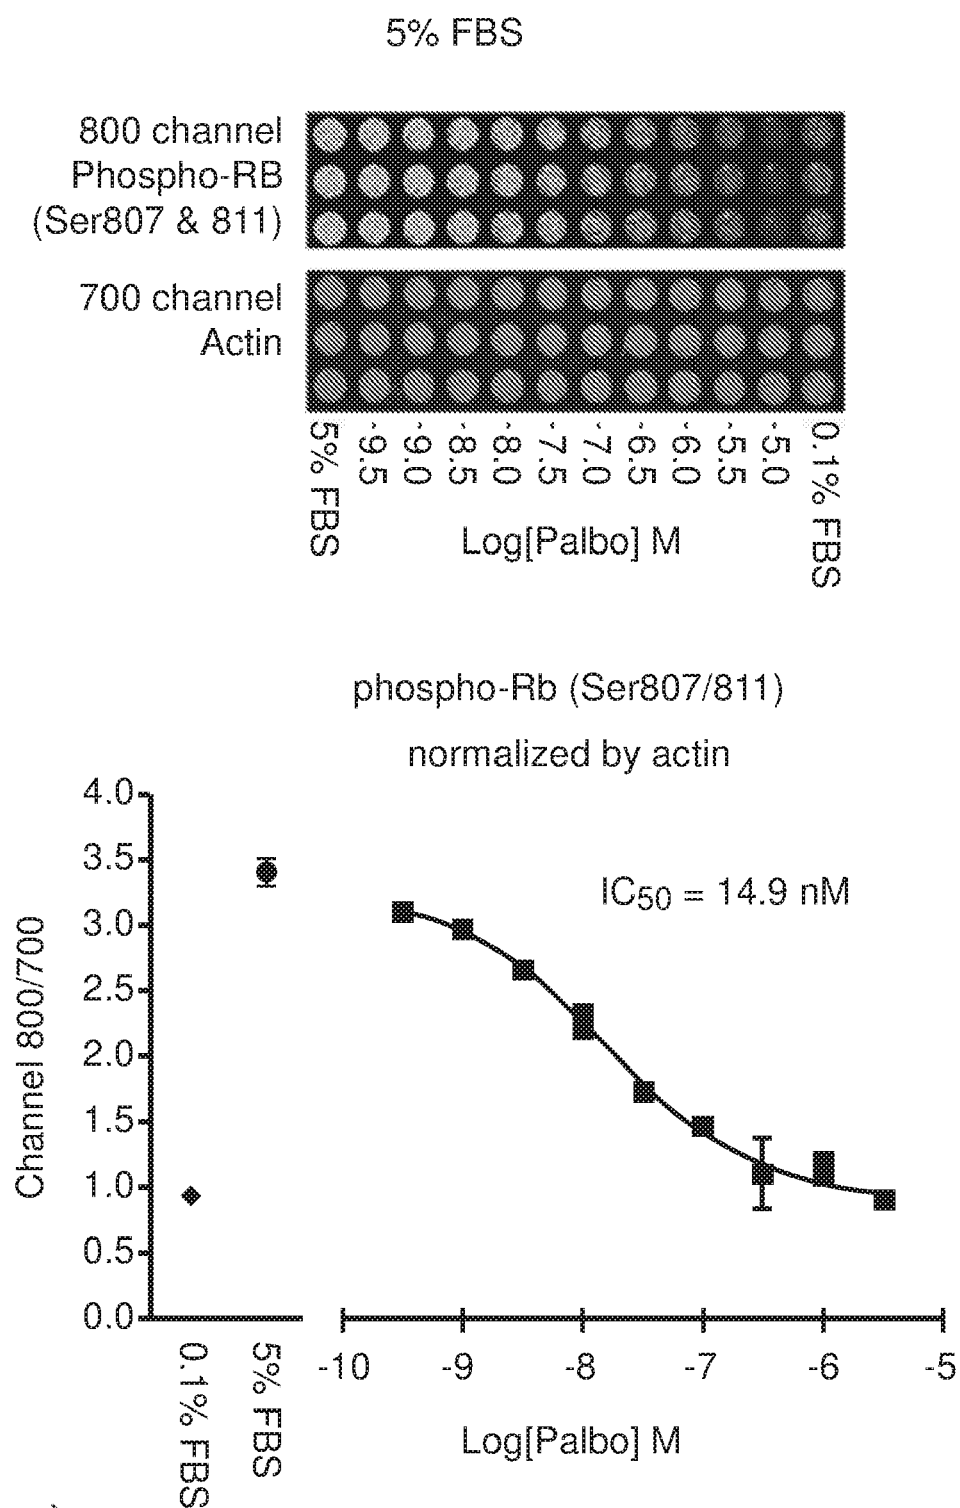 5% FBS
800 channel
Phospho-RB
(Ser807 & 811)
700 channel
Actin
5% FBS
-9.5
-9.0
-8.5
-8.0
-7.5
-7.0
-6.5
-6.0
-5.5
-5.0
0.1% FBS
Log[Palbo] M
phospho-Rb (Ser807/811)
normalized by actin
4.0
3.5
3.0
2.5
2.0
1.5
1.0
0.5
0.0
Channel 800/700
IC50 = 14.9 nM
0.1% FBS
5% FBS
-10
-9
-8
-7
-6
-5
Log[Palbo] M